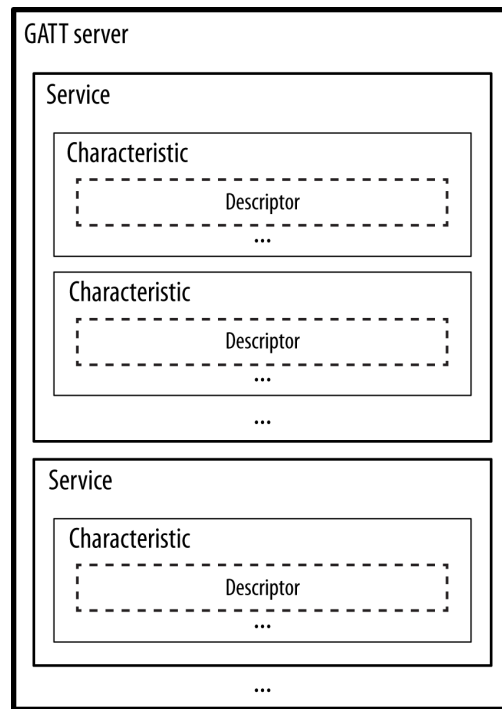 GATT server
Service
Characteristic
Descriptor
...
Characteristic
Descriptor
...
...
Service
Characteristic
Descriptor
...
...